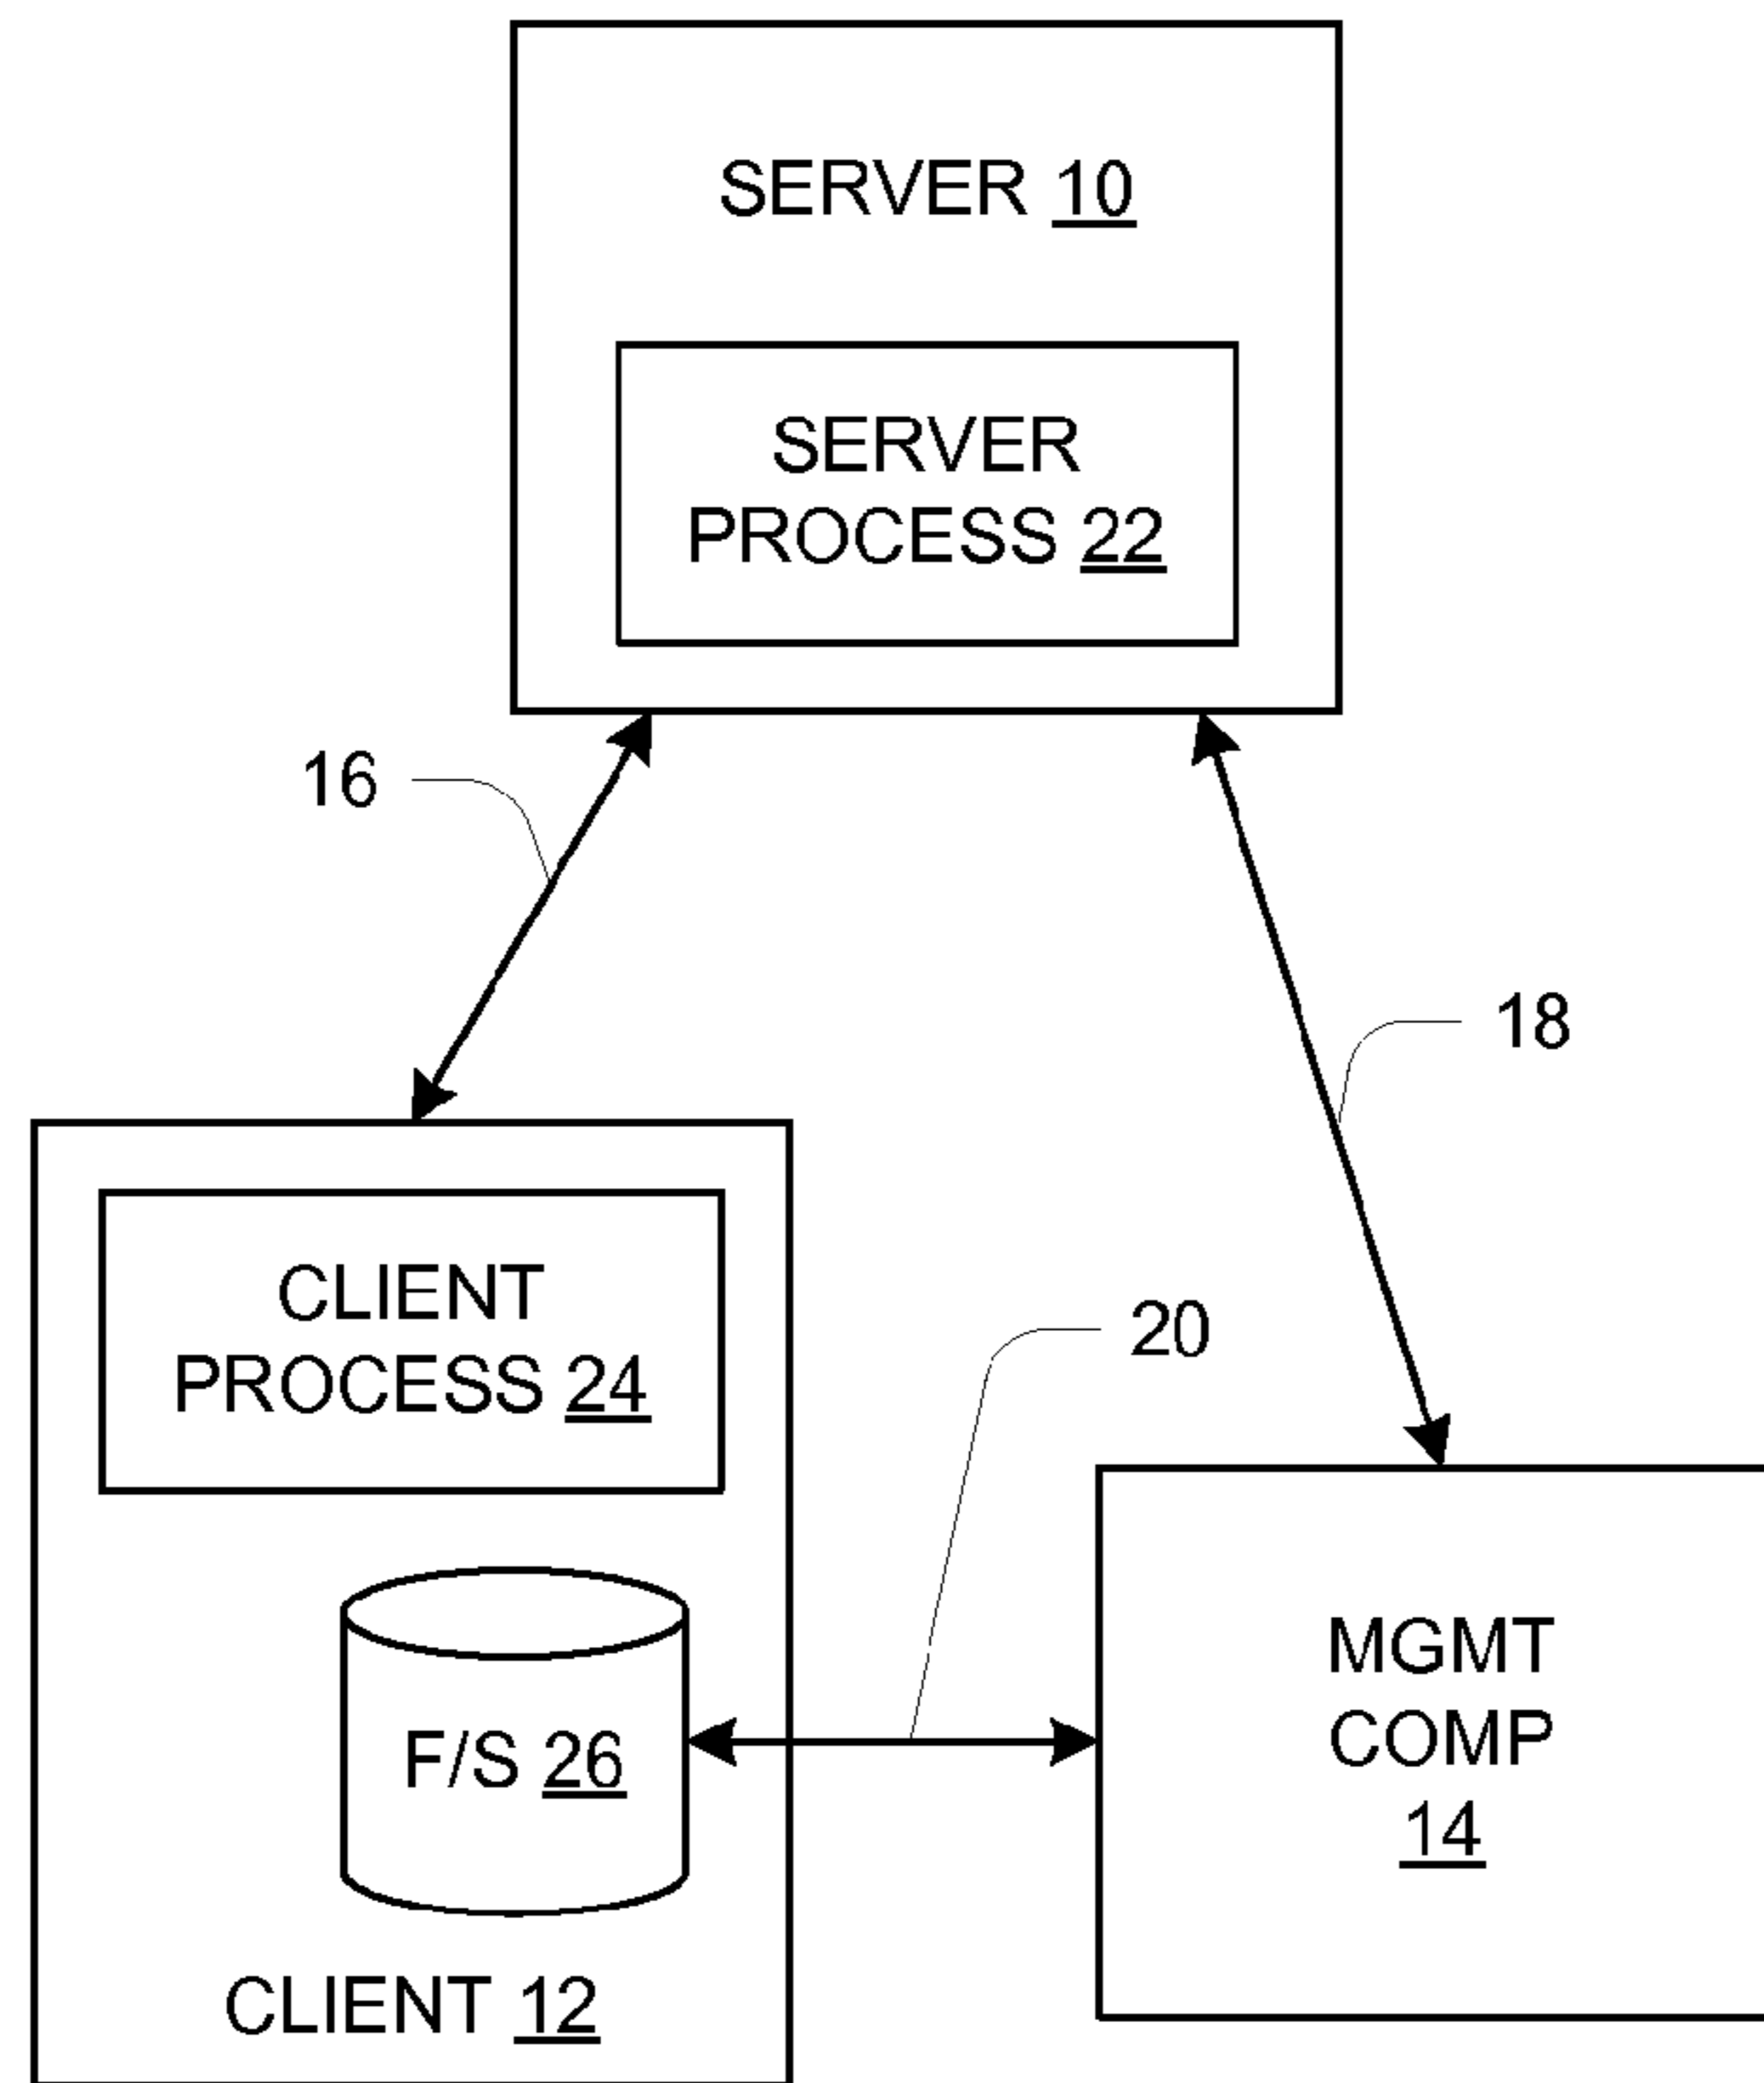 SERVER 10
SERVER
PROCESS 22
16
18
CLIENT
PROCESS 24
20
F/S 26
MGMT
COMP
14
CLIENT 12